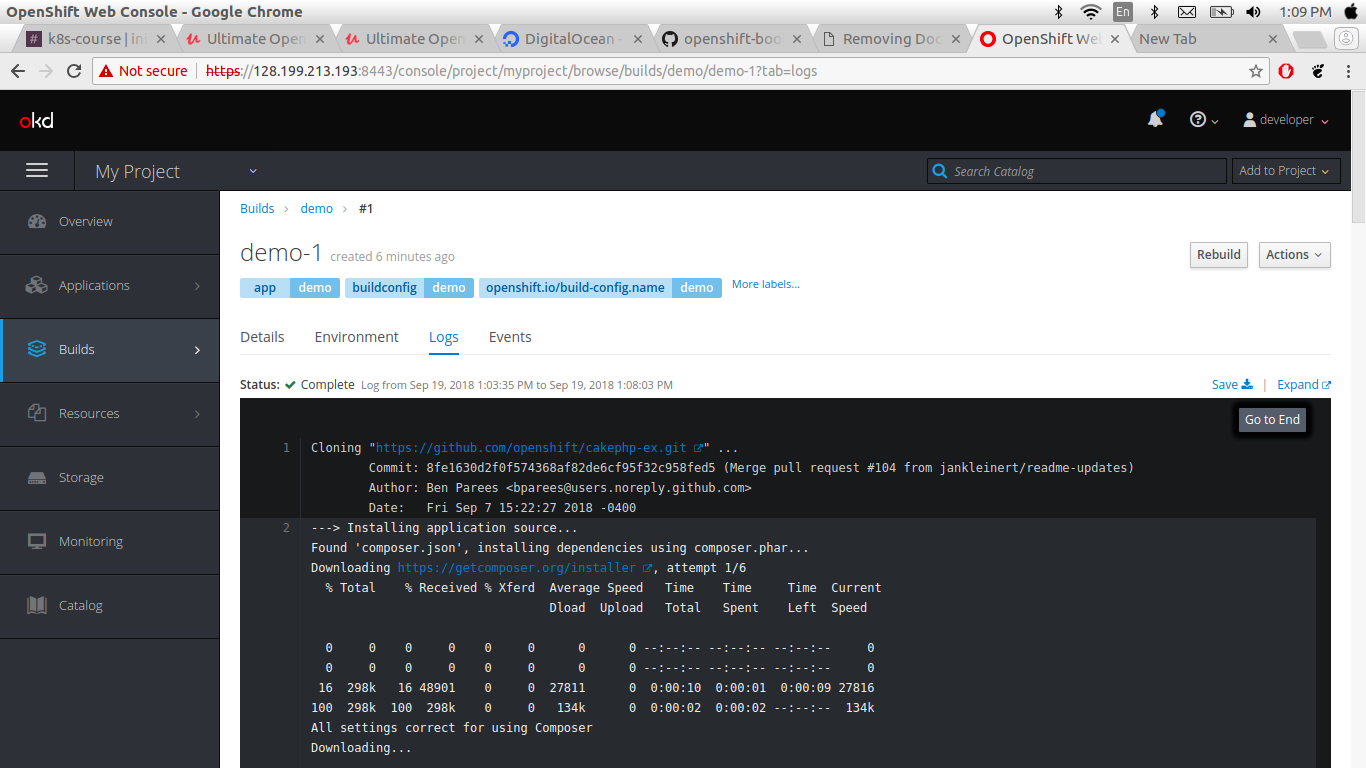 OpenShift Web Console - Google Chrome
En
1:09 PM
# k8s-course | in
Ultimate Open
Ultimate Open
DigitalOcean -
openshift-boo
Removing Doc
OpenShift Web
New Tab
Not secure | https://128.199.213.193:8443/console/project/myproject/browse/builds/demo/demo-1?tab=logs
okd
developer
My Project
Search Catalog
Add to Project
Overview
Applications
Builds
Resources
Storage
Monitoring
Catalog
Builds > demo > #1
demo-1 created 6 minutes ago
Rebuild
Actions
app demo buildconfig demo openshift.io/build-config.name demo More labels...
Details Environment Logs Events
Status: Complete Log from Sep 19, 2018 1:03:35 PM to Sep 19, 2018 1:08:03 PM
Save | Expand
Go to End
1 Cloning "https://github.com/openshift/cakephp-ex.git " ...
Commit: 8fe1630d2f0f574368af82de6cf95f32c958fed5 (Merge pull request #104 from jankleinert/readme-updates)
Author: Ben Parees <bparees@users.noreply.github.com>
Date: Fri Sep 7 15:22:27 2018 -0400
2 ---> Installing application source...
Found 'composer.json', installing dependencies using composer.phar...
Downloading https://getcomposer.org/installer , attempt 1/6
% Total % Received % Xferd Average Speed Time Time Time Current
Dload Upload Total Spent Left Speed
0 0 0 0 0 0 0 0 --:--:-- --:--:-- --:--:-- 0
0 0 0 0 0 0 0 0 --:--:-- --:--:-- --:--:-- 0
16 298k 16 48901 0 0 27811 0 0:00:10 0:00:01 0:00:09 27816
100 298k 100 298k 0 0 134k 0 0:00:02 0:00:02 --:--:-- 134k
All settings correct for using Composer
Downloading...